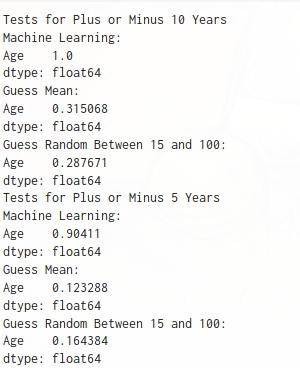 Tests for Plus or Minus 10 Years
Machine Learning:
Age    1.0
dtype: float64
Guess Mean:
Age    0.315068
dtype: float64
Guess Random Between 15 and 100:
Age    0.287671
dtype: float64
Tests for Plus or Minus 5 Years
Machine Learning:
Age    0.90411
dtype: float64
Guess Mean:
Age    0.123288
dtype: float64
Guess Random Between 15 and 100:
Age    0.164384
dtype: float64